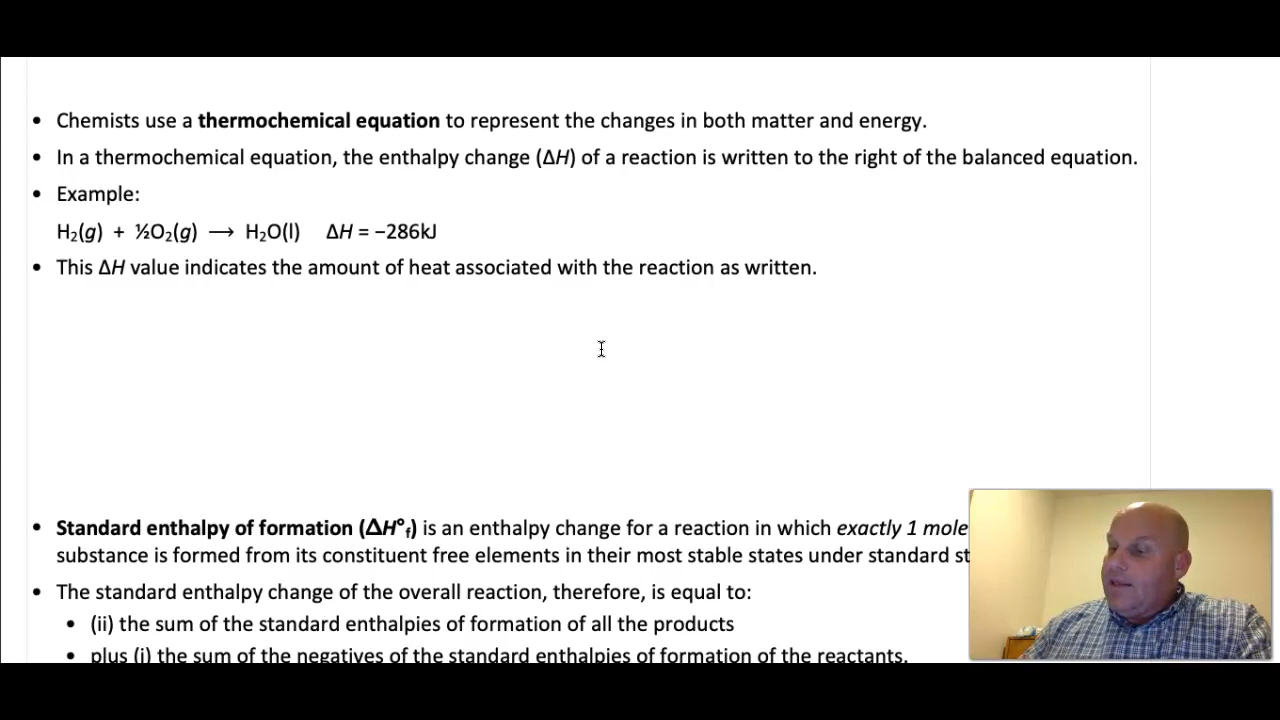 • Chemists use a thermochemical equation to represent the changes in both matter and energy.
• In a thermochemical equation, the enthalpy change (ΔH) of a reaction is written to the right of the balanced equation.
• Example:
H₂(g) + ½O₂(g) ⟶ H₂O(l) ΔH = −286kJ
• This ΔH value indicates the amount of heat associated with the reaction as written.
• Standard enthalpy of formation (ΔH°f) is an enthalpy change for a reaction in which exactly 1 mole
substance is formed from its constituent free elements in their most stable states under standard st
• The standard enthalpy change of the overall reaction, therefore, is equal to:
• (ii) the sum of the standard enthalpies of formation of all the products
• plus (i) the sum of the negatives of the standard enthalpies of formation of the reactants.